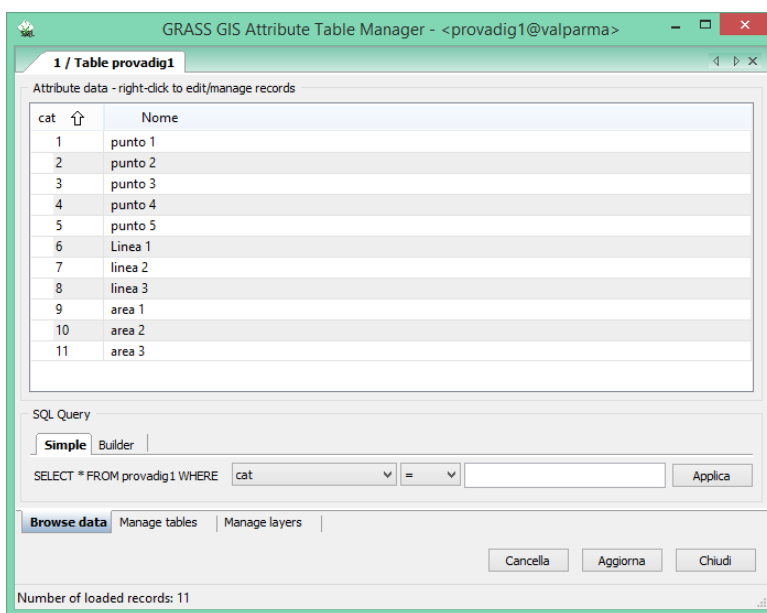 GRASS GIS Attribute Table Manager - <provadig1@valparma>
1 / Table provadig1
Attribute data - right-click to edit/manage records
cat Nome
1 punto 1
2 punto 2
3 punto 3
4 punto 4
5 punto 5
6 Linea 1
7 linea 2
8 linea 3
9 area 1
10 area 2
11 area 3
SQL Query
Simple Builder
SELECT * FROM provadig1 WHERE cat = Applica
Browse data Manage tables Manage layers
Cancella Aggiorna Chiudi
Number of loaded records: 11